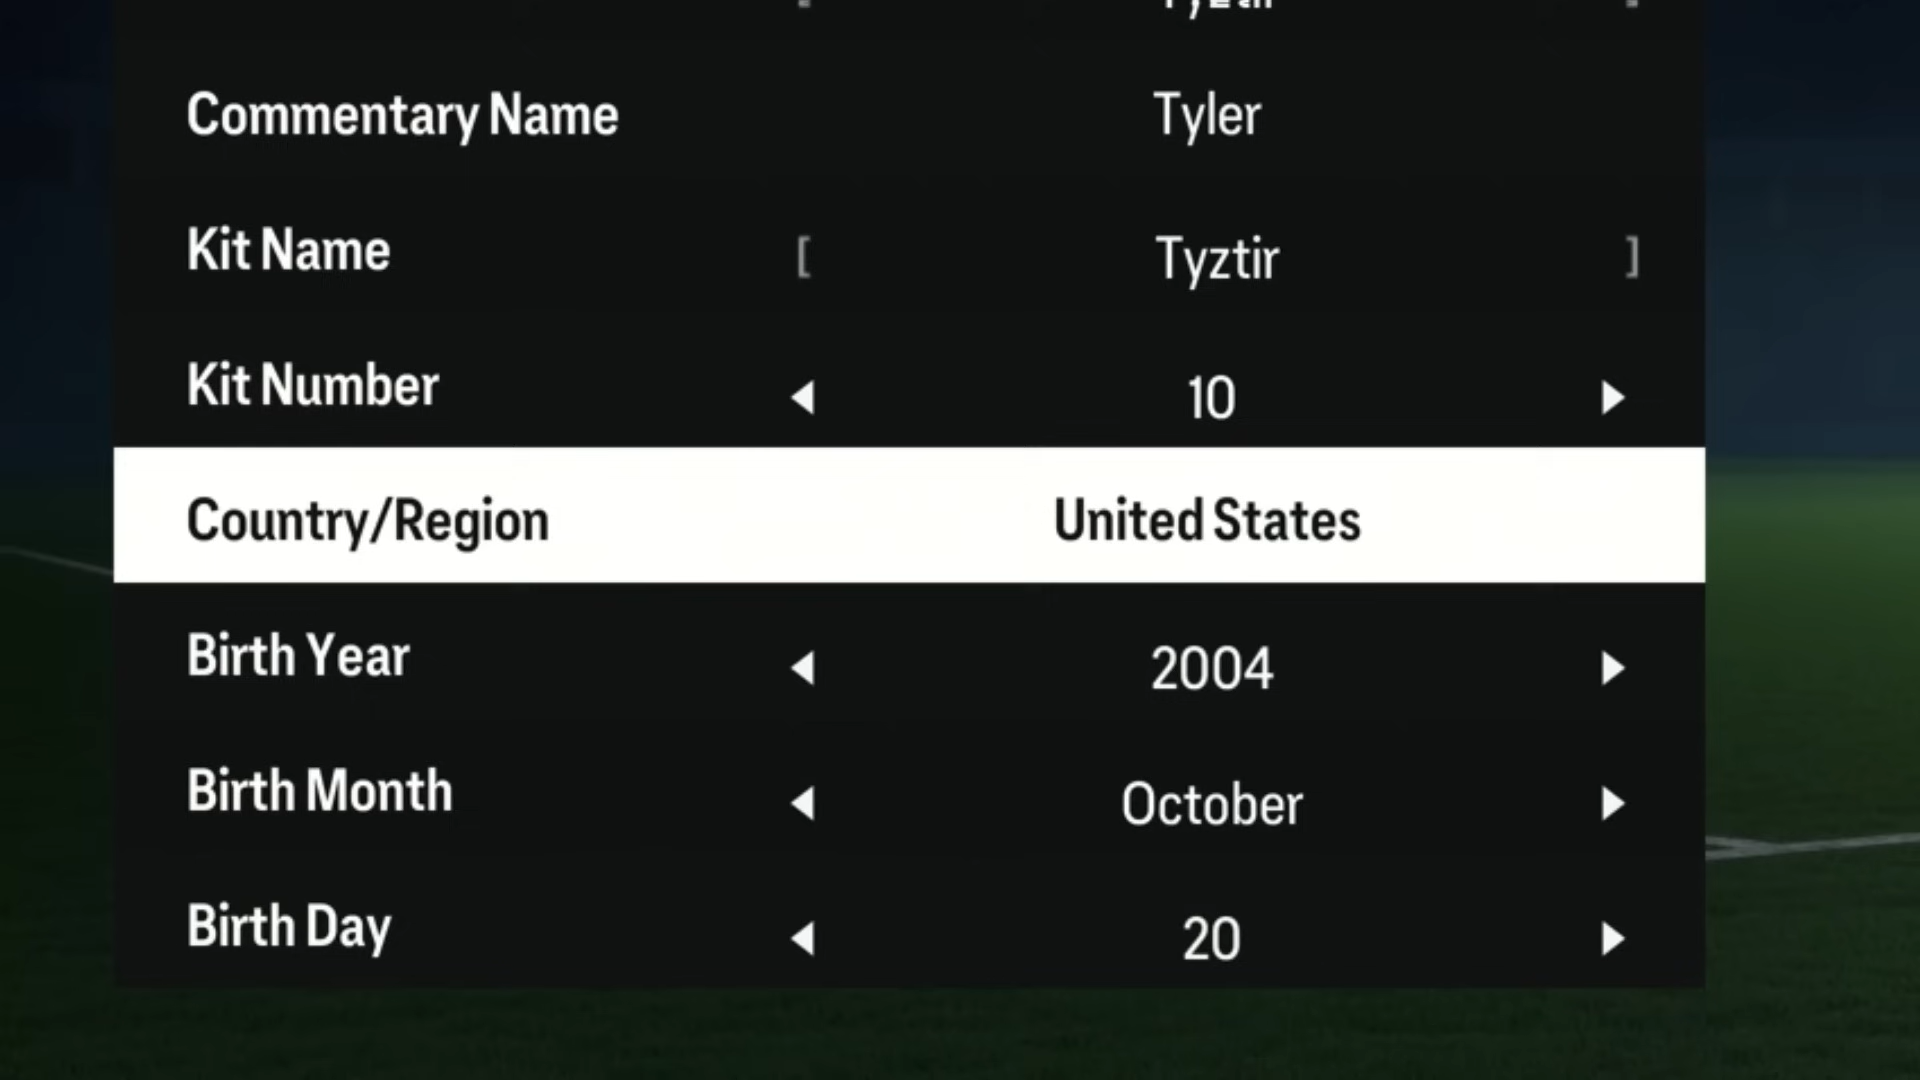 Commentary Name Tyler
Kit Name [ Tyztir ]
Kit Number 10
Country/Region United States
Birth Year 2004
Birth Month October
Birth Day 20